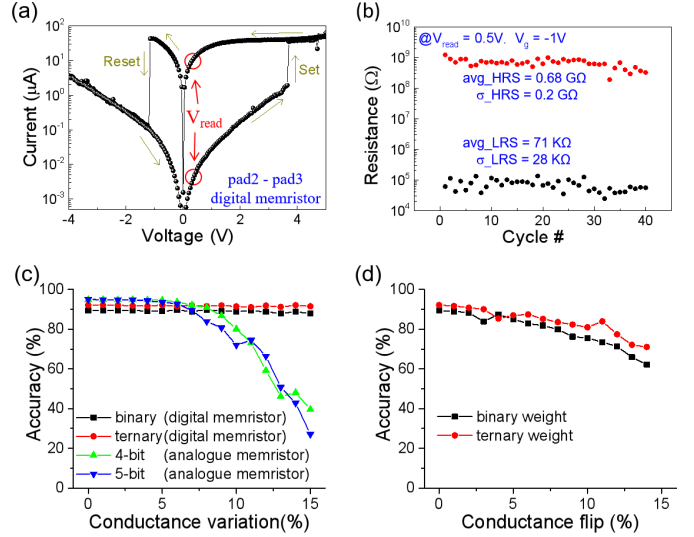 (a)
Current (μA)
10²
10¹
10⁰
10⁻¹
10⁻²
10⁻³
Reset
Set
V_read
pad2 - pad3
digital memristor
−4 −2 0 2 4
Voltage (V)
(b)
Resistance (Ω)
10¹⁰
10⁹
10⁸
10⁷
10⁶
10⁵
10⁴
@V_read = 0.5V. V_g = -1V
avg_HRS = 0.68 GΩ
σ_HRS = 0.2 GΩ
avg_LRS = 71 KΩ
σ_LRS = 28 KΩ
0 10 20 30 40
Cycle #
(c)
Accuracy (%)
100
80
60
40
20
0
binary (digital memristor)
ternary (digital memristor)
4-bit (analogue memristor)
5-bit (analogue memristor)
0 5 10 15
Conductance variation(%)
(d)
Accuracy (%)
100
80
60
40
20
0
binary weight
ternary weight
0 5 10 15
Conductance flip (%)